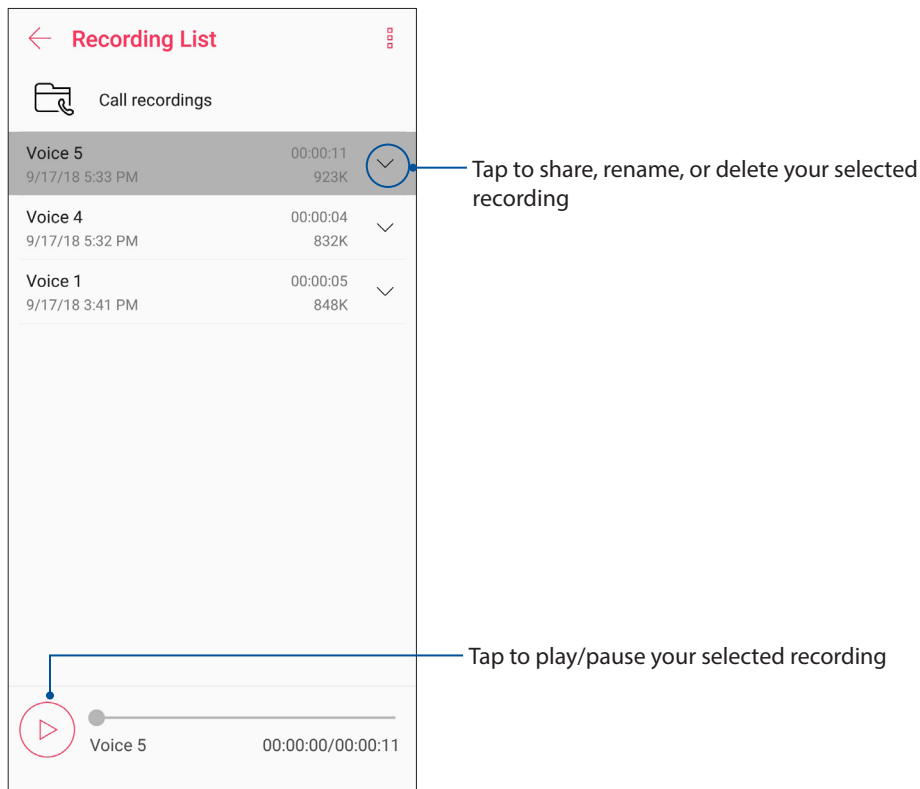 Recording List
Call recordings
Voice 5 00:00:11
9/17/18 5:33 PM 923K
Tap to share, rename, or delete your selected
recording
Voice 4 00:00:04
9/17/18 5:32 PM 832K
Voice 1 00:00:05
9/17/18 3:41 PM 848K
Tap to play/pause your selected recording
Voice 5 00:00:00/00:00:11